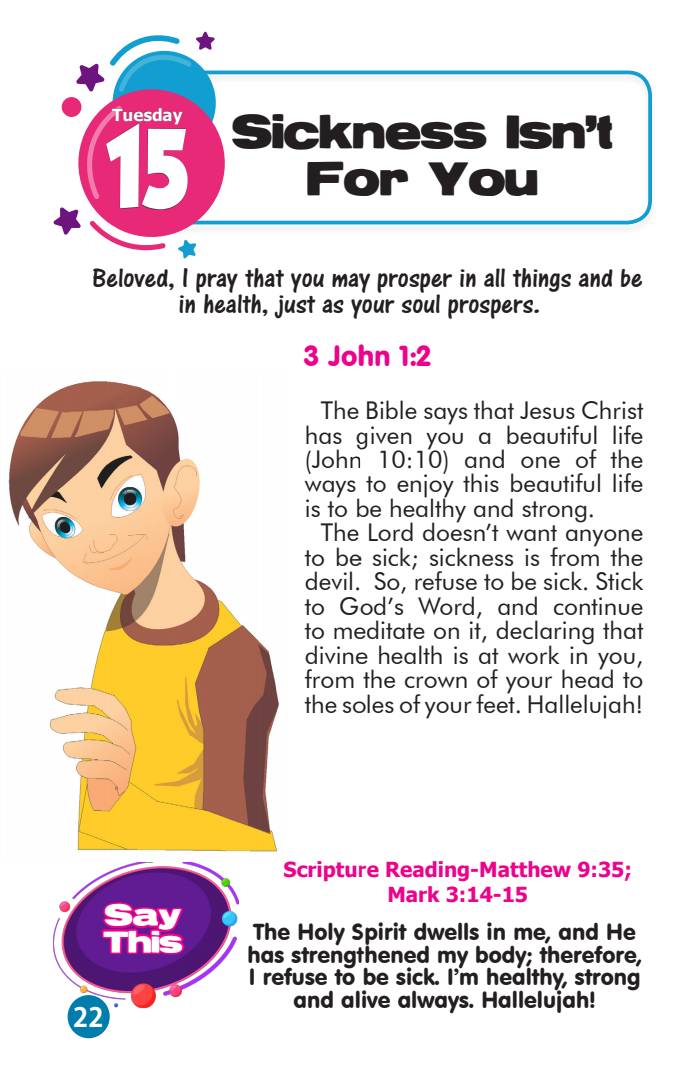 Tuesday
15
Sickness Isn't
For You
Beloved, I pray that you may prosper in all things and be
in health, just as your soul prospers.
3 John 1:2
The Bible says that Jesus Christ
has given you a beautiful life
(John 10:10) and one of the
ways to enjoy this beautiful life
is to be healthy and strong.
The Lord doesn't want anyone
to be sick; sickness is from the
devil. So, refuse to be sick. Stick
to God's Word, and continue
to meditate on it, declaring that
divine health is at work in you,
from the crown of your head to
the soles of your feet. Hallelujah!
Scripture Reading-Matthew 9:35;
Mark 3:14-15
Say
This
The Holy Spirit dwells in me, and He
has strengthened my body; therefore,
I refuse to be sick. I'm healthy, strong
and alive always. Hallelujah!
22